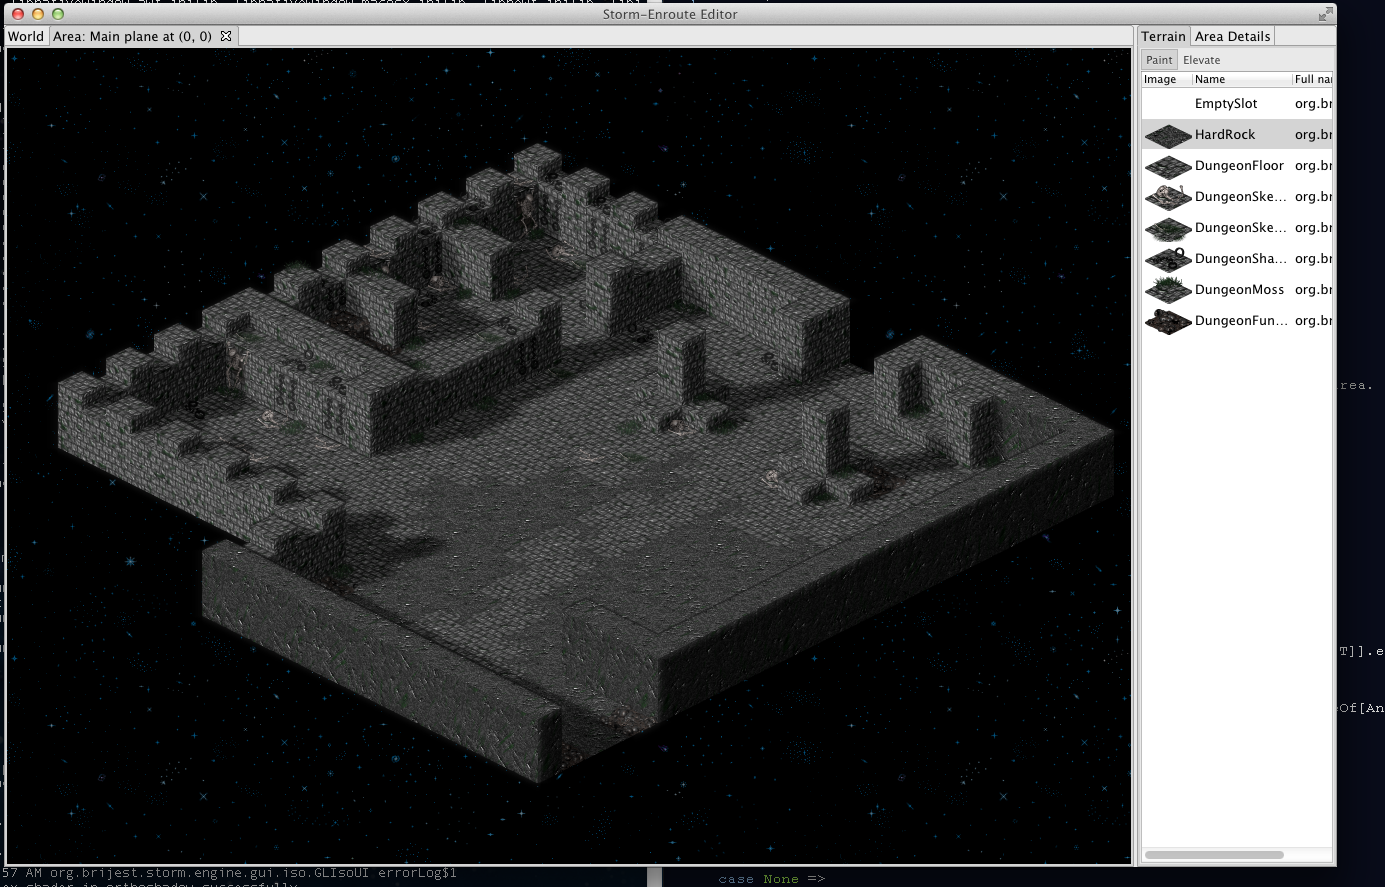 Storm-Enroute Editor
World
Area: Main plane at (0, 0)
Terrain
Area Details
Paint
Elevate
Image
Name
Full nar
EmptySlot
org.br
HardRock
org.br
DungeonFloor
org.br
DungeonSke...
org.br
DungeonSke...
org.br
DungeonSha...
org.br
DungeonMoss
org.br
DungeonFun...
org.br
rea.
T]].e
Of[An
57 AM org.brijest.storm.engine.gui.iso.GLIsoUI errorLog$1
case None =>